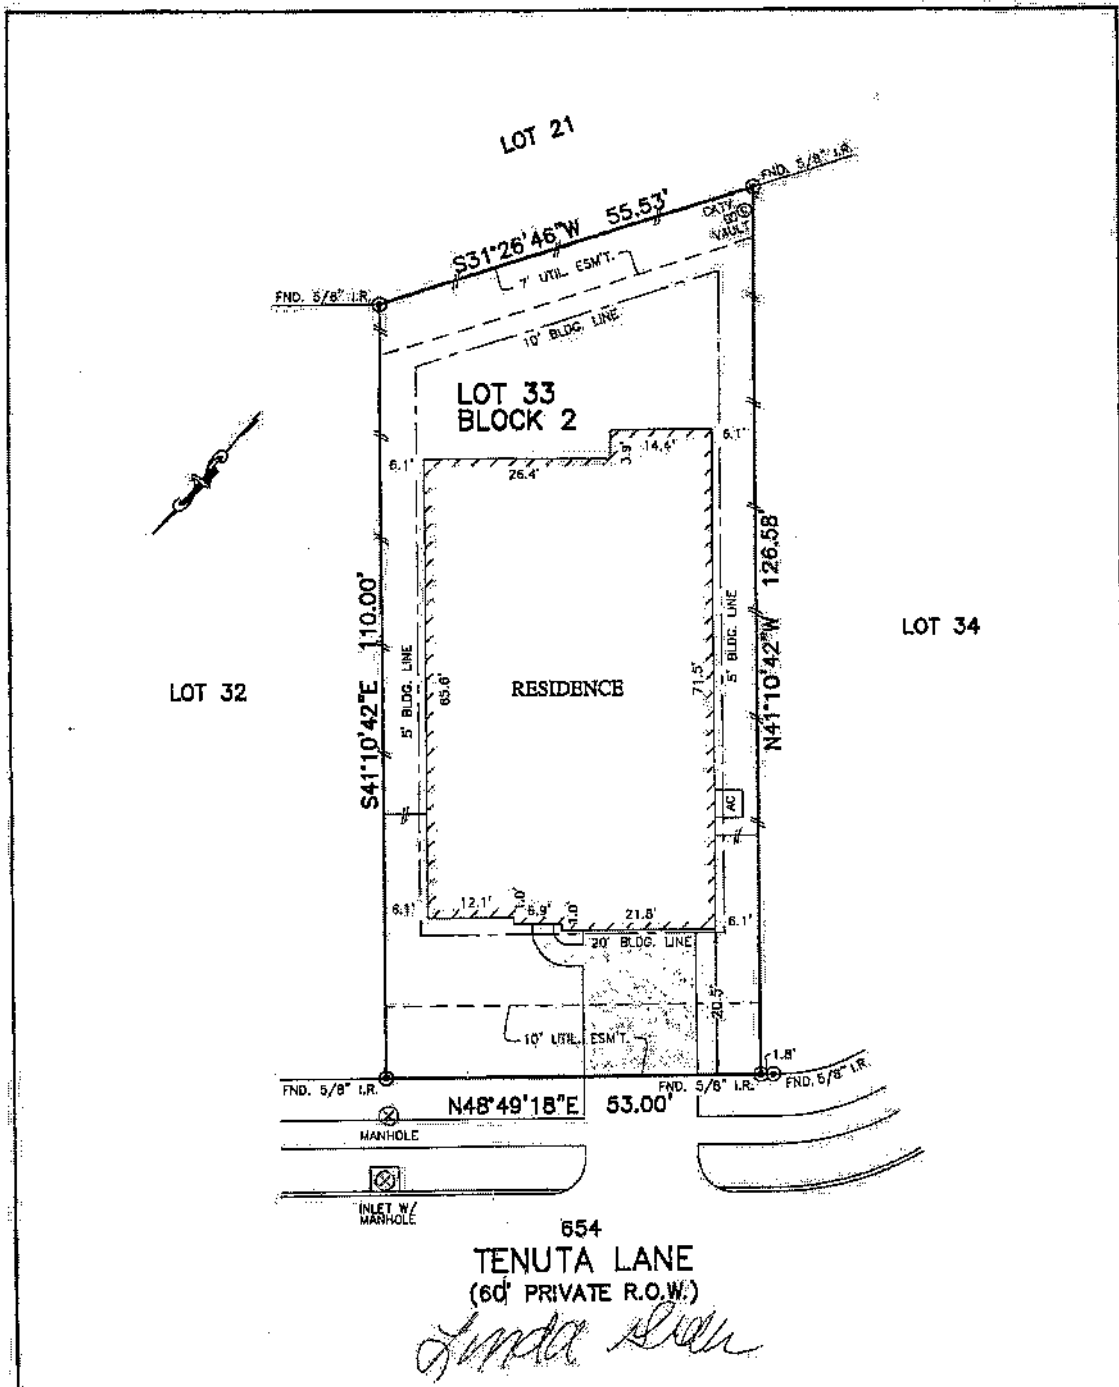 LOT 21
FND. 5/8" I.R.
S31°26'46"W 55.53'
CATV
VAULT
7' UTIL. ESM'T.
FND. 5/8" I.R.
10' BLDG. LINE
LOT 33
BLOCK 2
6.1'
14.4'
3.9'
6.1'
26.4'
S41°10'42"E 110.00'
5' BLDG. LINE
65.6'
RESIDENCE
71.5'
5' BLDG. LINE
N41°10'42"W 126.58'
LOT 34
LOT 32
AC
6.1'
12.1'
1.0'
6.9'
1.0'
21.8'
6.1'
20' BLDG. LINE
20.5'
10' UTIL. ESM'T.
1.8'
FND. 5/8" I.R.
FND. 5/8" I.R.
FND. 5/8" I.R.
N48°49'18"E 53.00'
MANHOLE
INLET W/
MANHOLE
654
TENUTA LANE
(60' PRIVATE R.O.W.)
Linda